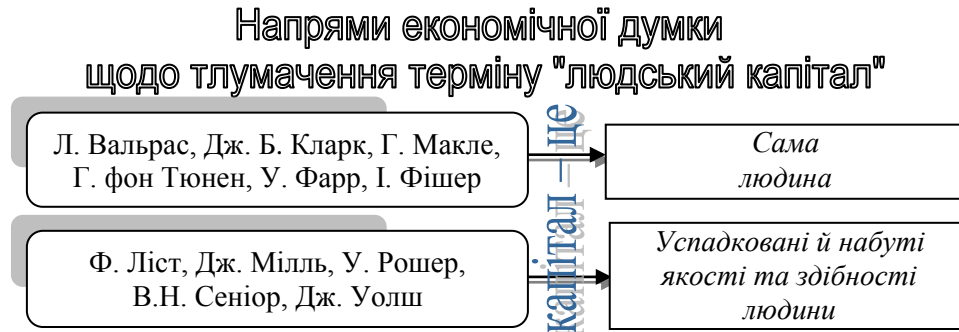 Напрями економічної думки
щодо тлумачення терміну "людський капітал"
Л. Вальрас, Дж. Б. Кларк, Г. Макле,
Г. фон Тюнен, У. Фарр, І. Фішер
капітал – це
Сама
людина
Ф. Ліст, Дж. Мілль, У. Рошер,
В.Н. Сеніор, Дж. Уолш
Успадковані й набуті
якості та здібності
людини